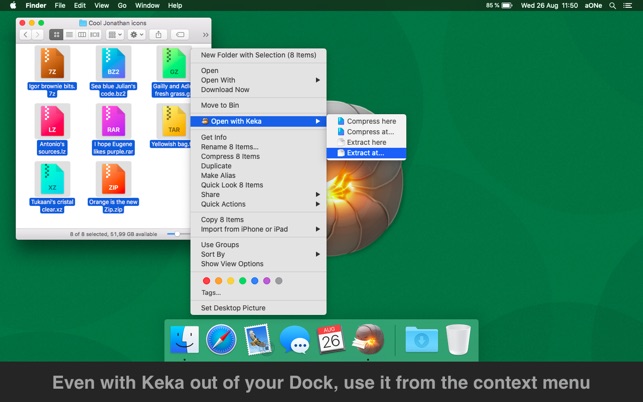 Finder File Edit View Go Window Help
85 % Wed 26 Aug 11:50 aONe
Cool Jonathan icons
7Z
Igor brownie bits.
7z
BZ2
Sea blue Julian's
code.bz2
GZ
Gailly and Adl
fresh grass.g
LZ
Antonio's
sources.lz
RAR
I hope Eugene
likes purple.rar
TAR
Yellowish bag.t
XZ
Tukaani's cristal
clear.xz
ZIP
Orange is the new
Zip.zip
8 of 8 selected, 51,99 GB available
New Folder with Selection (8 Items)
Open
Open With
Download Now
Move to Bin
Open with Keka
Get Info
Rename 8 Items...
Compress 8 Items
Duplicate
Make Alias
Quick Look 8 Items
Share
Quick Actions
Copy 8 Items
Import from iPhone or iPad
Use Groups
Sort By
Show View Options
Tags...
Set Desktop Picture
Compress here
Compress at...
Extract here
Extract at...
AUG
26
Even with Keka out of your Dock, use it from the context menu